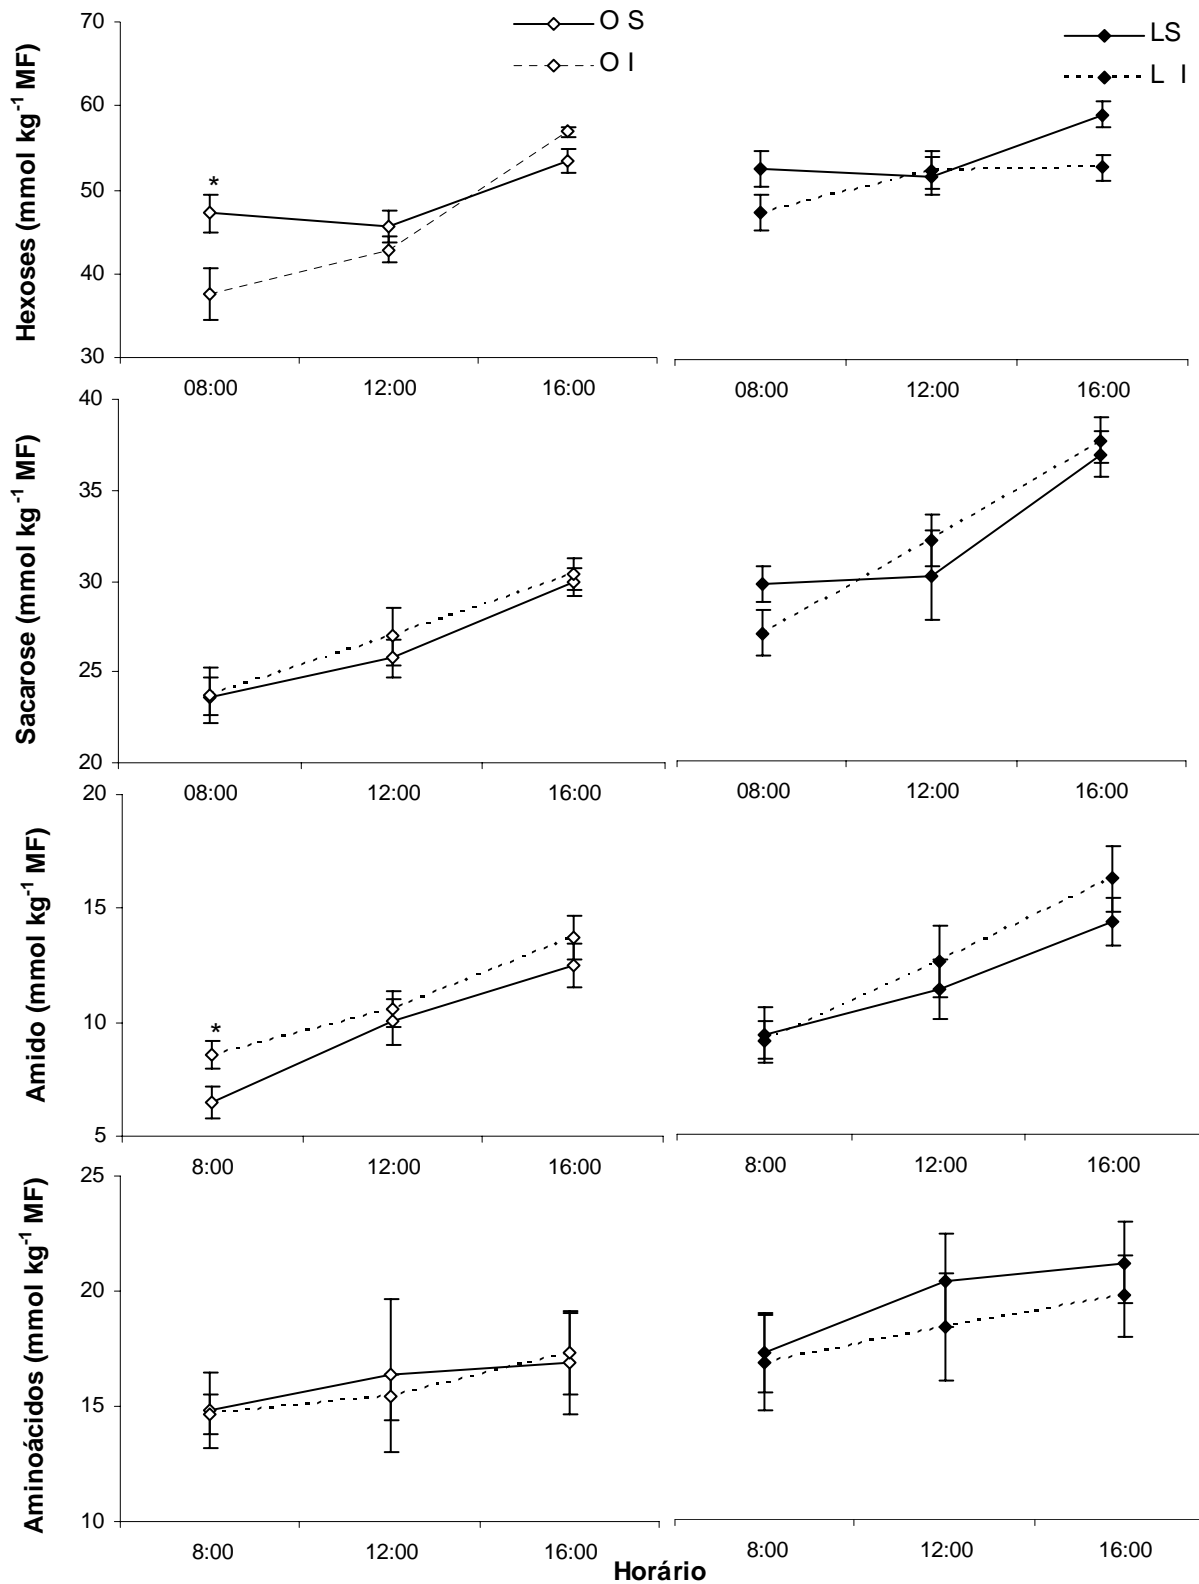 O S
O I
LS
L I
Hexoses (mmol kg⁻¹ MF)
70
60
50
40
30
*
08:00 12:00 16:00 08:00 12:00 16:00
Sacarose (mmol kg⁻¹ MF)
40
35
30
25
20
08:00 12:00 16:00 08:00 12:00 16:00
Amido (mmol kg⁻¹ MF)
20
15
10
5
*
8:00 12:00 16:00 8:00 12:00 16:00
Aminoácidos (mmol kg⁻¹ MF)
25
20
15
10
8:00 12:00 16:00 8:00 12:00 16:00
Horário